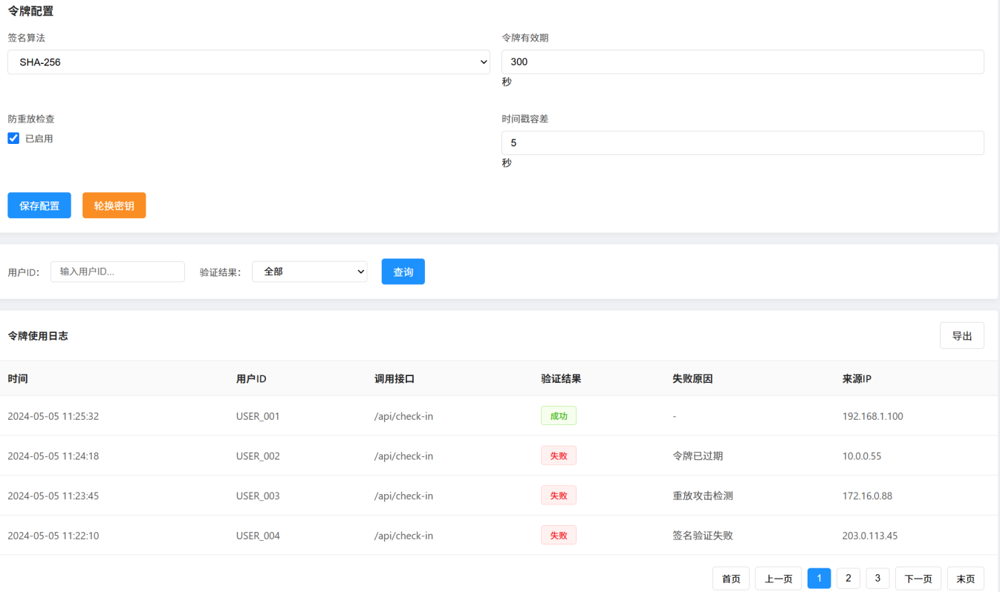 令牌配置
签名算法 令牌有效期
SHA-256 300
秒
防重放检查 时间戳容差
已启用 5
秒
保存配置 轮换密钥
用户ID: 输入用户ID... 验证结果: 全部 查询
令牌使用日志 导出
时间 用户ID 调用接口 验证结果 失败原因 来源IP
2024-05-05 11:25:32 USER_001 /api/check-in 成功 - 192.168.1.100
2024-05-05 11:24:18 USER_002 /api/check-in 失败 令牌已过期 10.0.0.55
2024-05-05 11:23:45 USER_003 /api/check-in 失败 重放攻击检测 172.16.0.88
2024-05-05 11:22:10 USER_004 /api/check-in 失败 签名验证失败 203.0.113.45
首页 上一页 1 2 3 下一页 末页